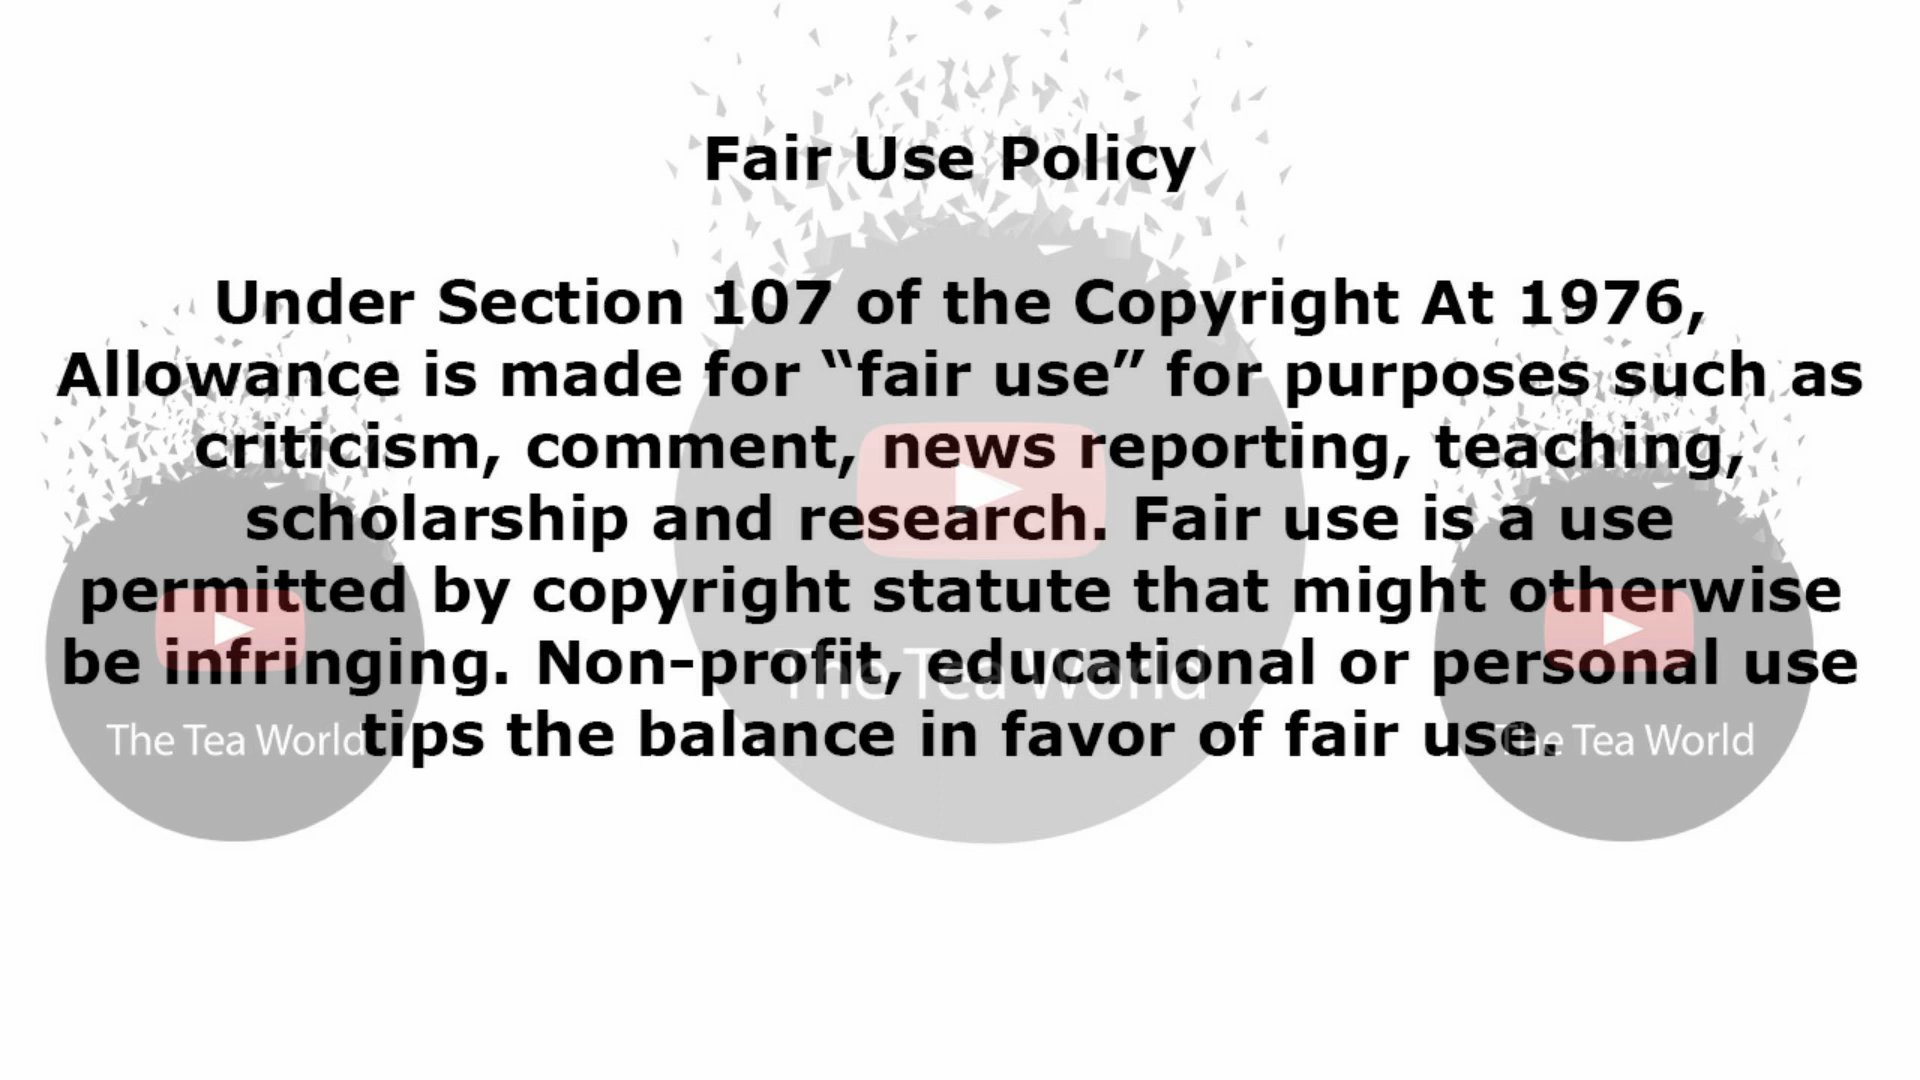 Fair Use Policy
Under Section 107 of the Copyright At 1976,
Allowance is made for “fair use” for purposes such as
criticism, comment, news reporting, teaching,
scholarship and research. Fair use is a use
permitted by copyright statute that might otherwise
be infringing. Non-profit, educational or personal use
tips the balance in favor of fair use.
The Tea World
The Tea World
The Tea World